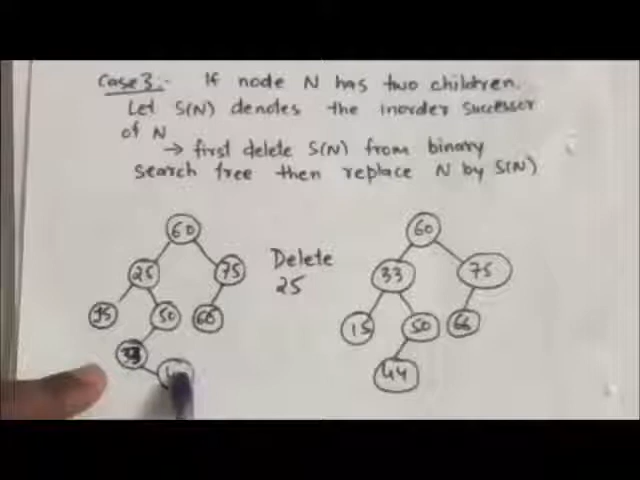 Case 3:- If node N has two children.
Let S(N) denotes the inorder successor
of N
→ first delete S(N) from binary
search tree then replace N by S(N)
60
25 75
50 66
Delete
25
60
33 75
15 50 66
44